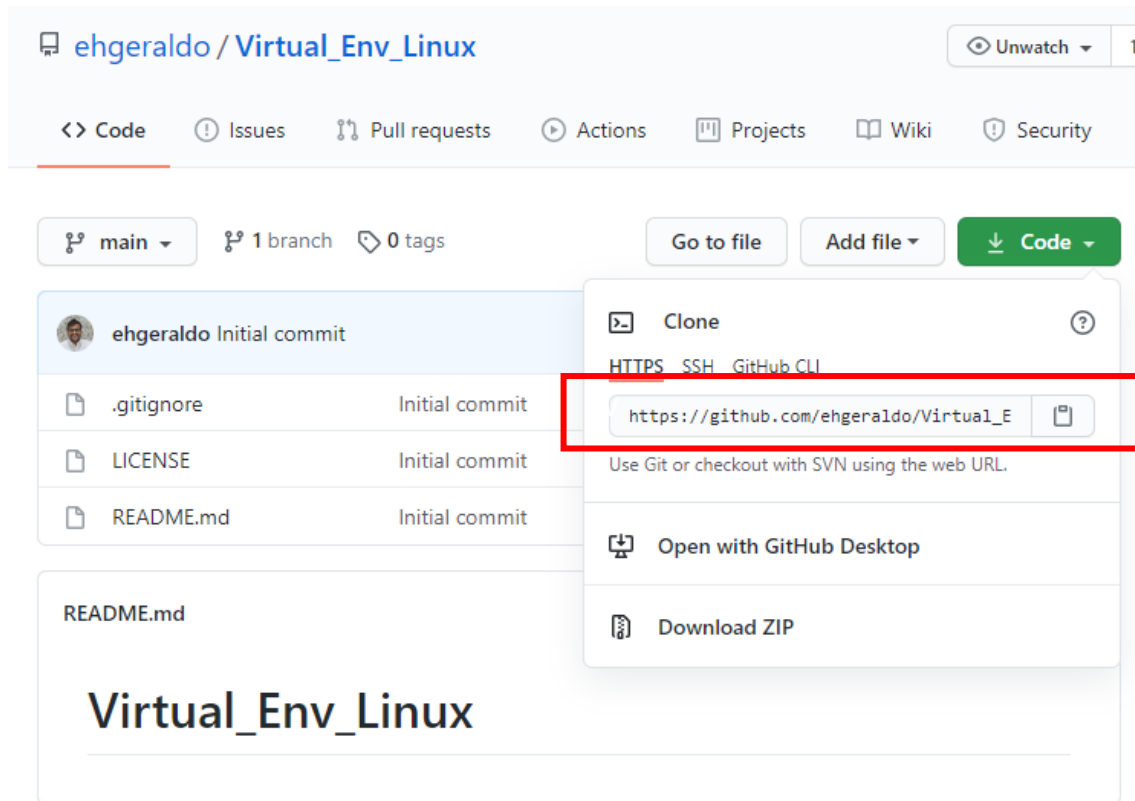 ehgeraldo / Virtual_Env_Linux
Unwatch 1
Code Issues Pull requests Actions Projects Wiki Security
main 1 branch 0 tags Go to file Add file Code
ehgeraldo Initial commit
Clone
HTTPS SSH GitHub CLI
.gitignore Initial commit
https://github.com/ehgeraldo/Virtual_E
LICENSE Initial commit
Use Git or checkout with SVN using the web URL.
README.md Initial commit
Open with GitHub Desktop
README.md
Download ZIP
Virtual_Env_Linux